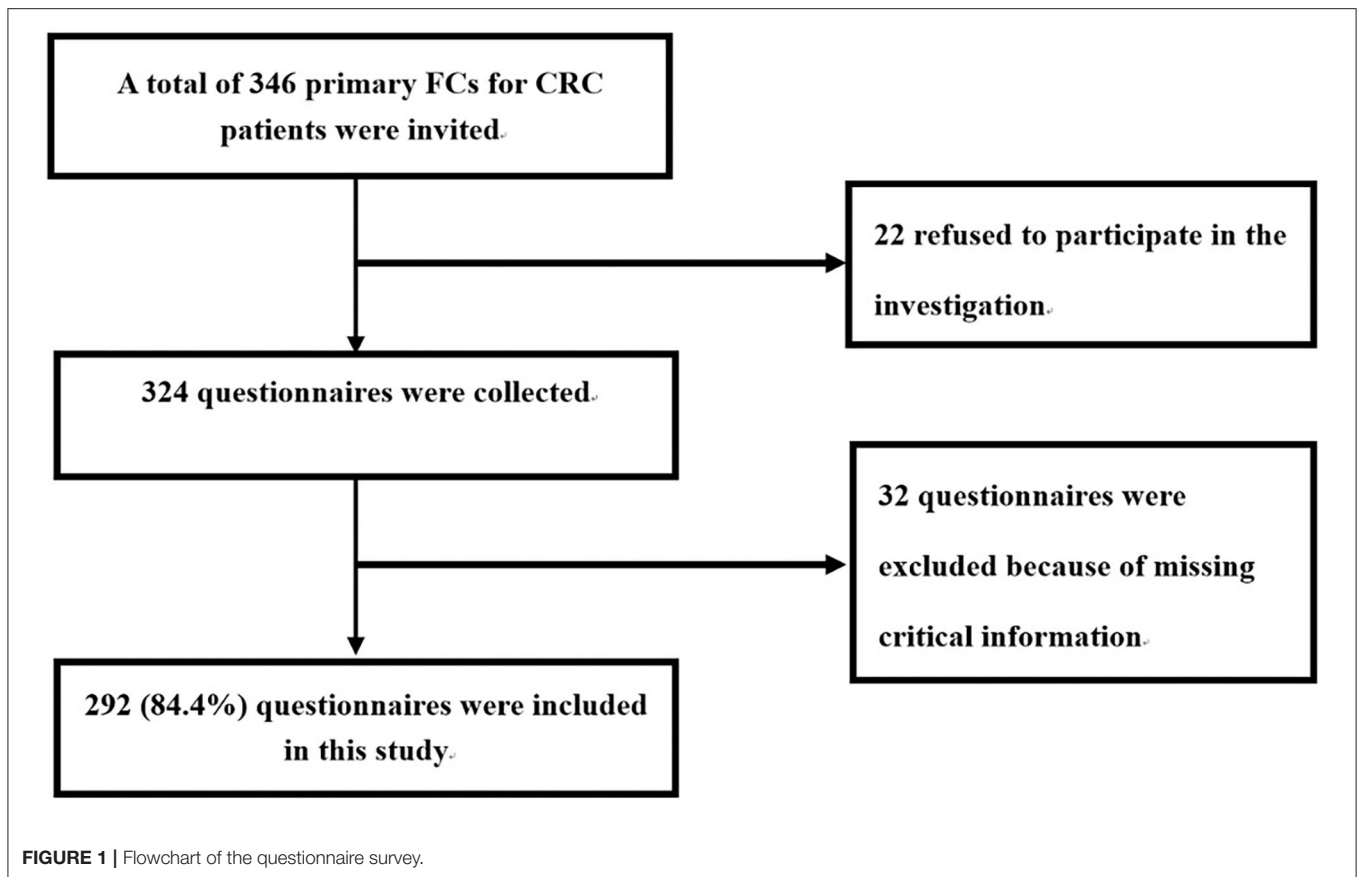 A total of 346 primary FCs for CRC
patients were invited.
22 refused to participate in the
investigation.
324 questionnaires were collected.
32 questionnaires were
excluded because of missing
critical information.
292 (84.4%) questionnaires were included
in this study.
FIGURE 1 | Flowchart of the questionnaire survey.